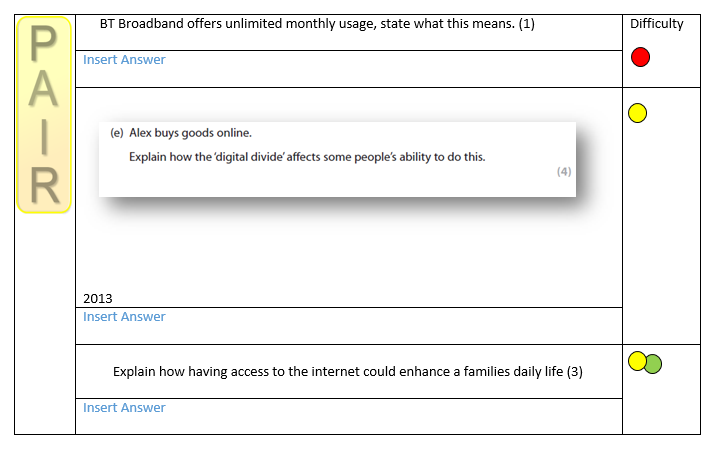 PAIR
BT Broadband offers unlimited monthly usage, state what this means. (1)
Difficulty
Insert Answer
(e) Alex buys goods online.
Explain how the 'digital divide' affects some people's ability to do this.
(4)
2013
Insert Answer
Explain how having access to the internet could enhance a families daily life (3)
Insert Answer